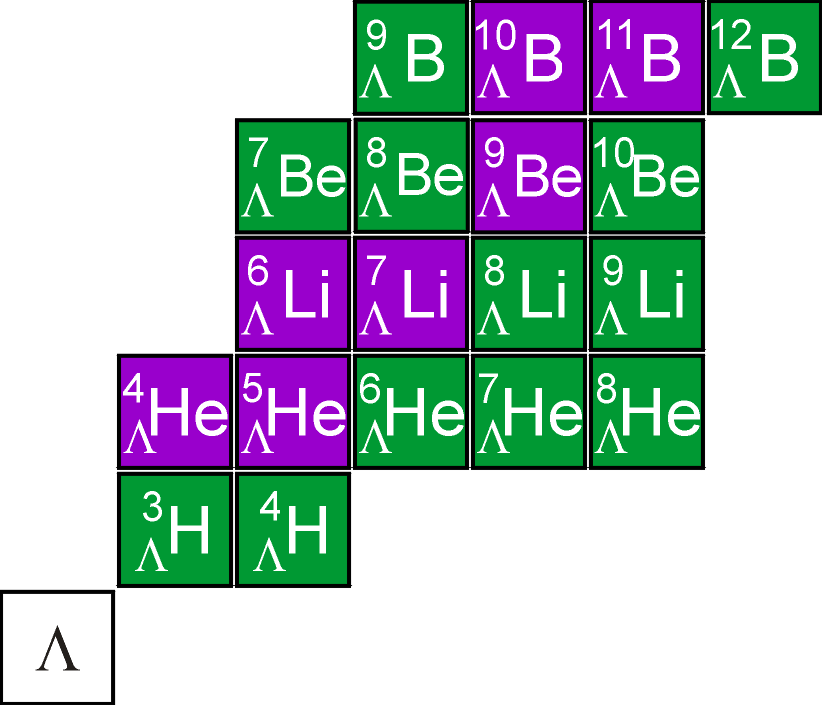 ⁹ΛB ¹⁰ΛB ¹¹ΛB ¹²ΛB
⁷ΛBe ⁸ΛBe ⁹ΛBe ¹⁰ΛBe
⁶ΛLi ⁷ΛLi ⁸ΛLi ⁹ΛLi
⁴ΛHe ⁵ΛHe ⁶ΛHe ⁷ΛHe ⁸ΛHe
³ΛH ⁴ΛH
Λ